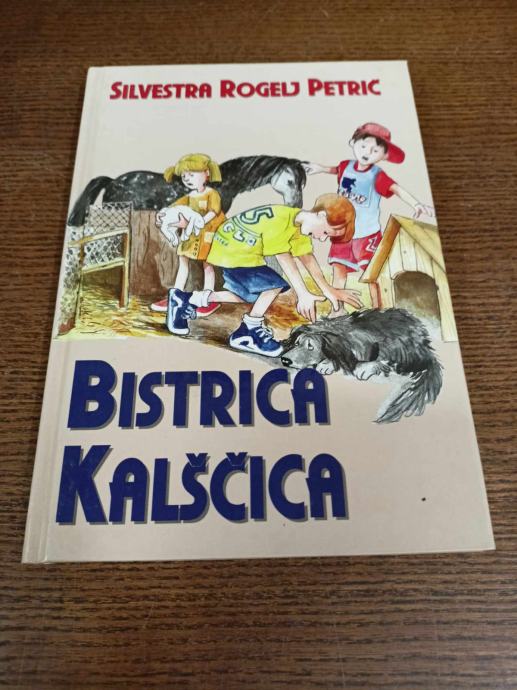 SILVESTRA ROGELJ PETRIC
BISTRICA
KALŠČICA